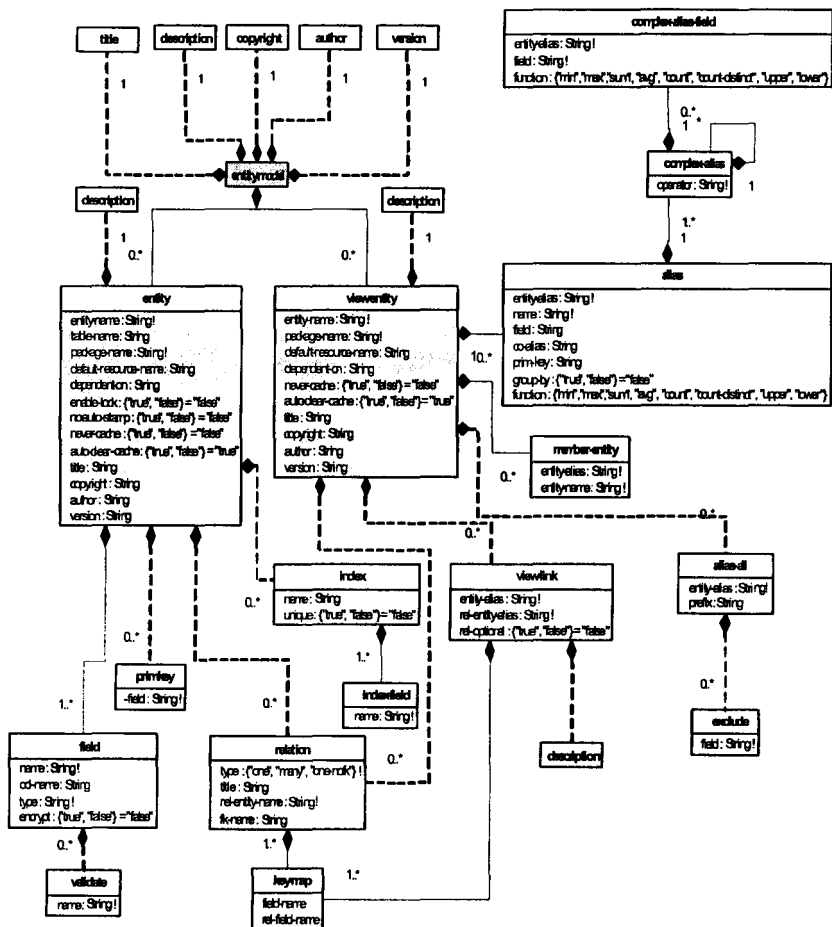 complex-alias-field
entity-alias: String!
field: String!
function: {"min","max","sum", "avg", "count", "count-distinct", "upper", "lower"}
title
description
copyright
author
version
1
1
1
1
1
0..*
1
*
complex-alias
operator: String!
1
entitymodel
description
description
1
0..*
0..*
1
1..*
1
entity
entity-name: String!
table-name: String
package-name: String!
default-resource-name: String
dependent-on: String
enable-lock: {"true", "false"} = "false"
no-auto-stamp: {"true", "false"} = "false"
never-cache: {"true", "false"} = "false"
auto-clear-cache: {"true", "false"} = "true"
title: String
copyright: String
author: String
version: String
viewentity
entity-name: String!
package-name: String!
default-resource-name: String
dependent-on: String
never-cache: {"true", "false"} = "false"
auto-clear-cache: {"true", "false"} = "true"
title: String
copyright: String
author: String
version: String
alias
entity-alias: String!
name: String!
field: String
col-alias: String
prim-key: String
group-by: {"true", "false"} = "false"
function: {"min","max","sum", "avg", "count", "count-distinct", "upper", "lower"}
1
0..*
member-entity
entity-alias: String!
entity-name: String!
0..*
0..*
0..*
index
name: String
unique: {"true", "false"} = "false"
0..*
view-link
entity-alias: String!
rel-entity-alias: String!
rel-optional: {"true","false"} = "false"
alias-all
entity-alias: String!
prefix: String
0..*
prim-key
-field: String!
1..*
index-field
name: String!
0..*
exclude
field: String!
description
1..*
field
name: String!
col-name: String
type: String!
encrypt: {"true", "false"} = "false"
0..*
relation
type: {"one", "many", "one-nofk"} !
title: String
rel-entity-name: String!
fk-name: String
0..*
0..*
validate
name: String!
1..*
keymap
field-name
rel-field-name
1..*